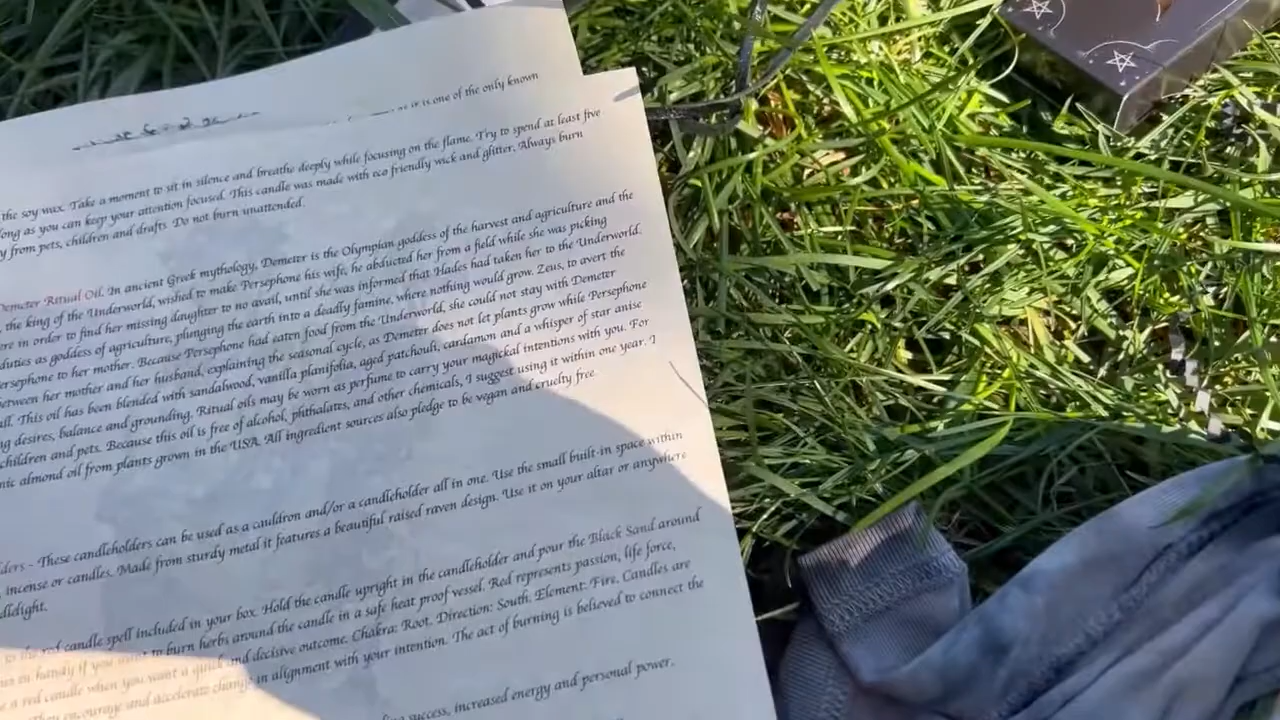 it is one of the only known
the soy wax. Take a moment to sit in silence and breathe deeply while focusing on the flame. Try to spend at least five
long as you can keep your attention focused. This candle was made with eco friendly wick and glitter. Always burn
from pets, children and drafts. Do not burn unattended.
Demeter Ritual Oil. In ancient Greek mythology, Demeter is the Olympian goddess of the harvest and agriculture and the
the king of the Underworld, wished to make Persephone his wife, he abducted her from a field while she was picking
in order to find her missing daughter to no avail, until she was informed that Hades had taken her to the Underworld.
duties as goddess of agriculture, plunging the earth into a deadly famine, where nothing would grow. Zeus, to avert the
to her mother. Because Persephone had eaten food from the Underworld, she could not stay with Demeter
between her mother and her husband, explaining the seasonal cycle, as Demeter does not let plants grow while Persephone
This oil has been blended with sandalwood, vanilla planifolia, aged patchouli, cardamon and a whisper of star anise
desires, balance and grounding. Ritual oils may be worn as perfume to carry your magickal intentions with you. For
children and pets. Because this oil is free of alcohol, phthalates, and other chemicals, I suggest using it within one year. I
almond oil from plants grown in the USA. All ingredient sources also pledge to be vegan and cruelty free.
- These candleholders can be used as a cauldron and/or a candleholder all in one. Use the small built-in space within
incense or candles. Made from sturdy metal it features a beautiful raised raven design. Use it on your altar or anywhere
red candle spell included in your box. Hold the candle upright in the candleholder and pour the Black Sand around
in handy if you want to burn herbs around the candle in a safe heat proof vessel. Red represents passion, life force,
a red candle when you want a quick and decisive outcome. Chakra: Root. Direction: South. Element: Fire. Candles are
encourage and accelerate change in alignment with your intention. The act of burning is believed to connect the
success, increased energy and personal power.